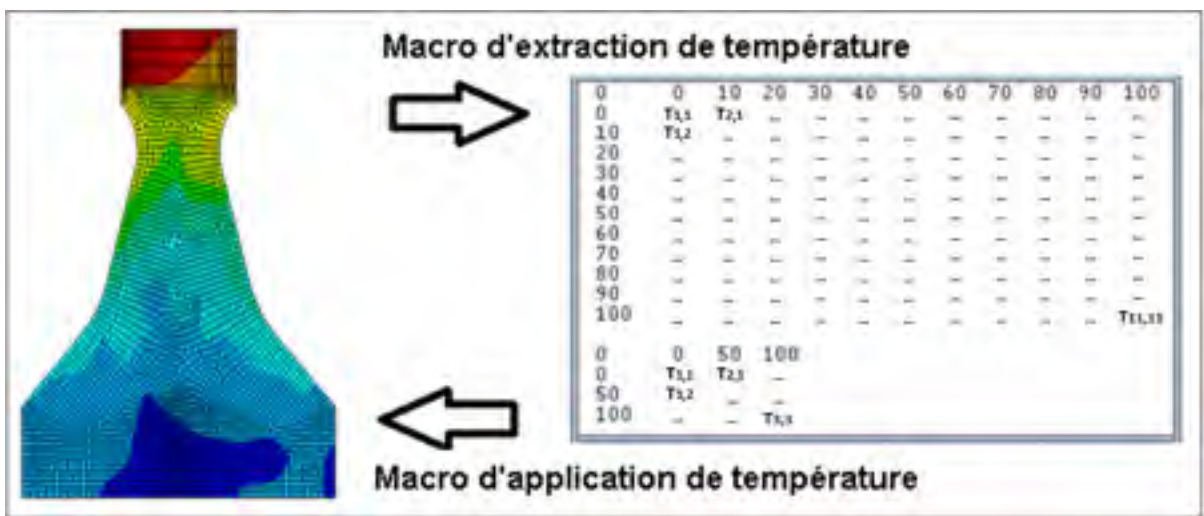 Macro d'extraction de température
0 0 10 20 30 40 50 60 70 80 90 100
0 T1,1 T2,1 _ _ _ _ _ _ _ _ _
10 T1,2 _ _ _ _ _ _ _ _ _ _
20 _ _ _ _ _ _ _ _ _ _ _
30 _ _ _ _ _ _ _ _ _ _ _
40 _ _ _ _ _ _ _ _ _ _ _
50 _ _ _ _ _ _ _ _ _ _ _
60 _ _ _ _ _ _ _ _ _ _ _
70 _ _ _ _ _ _ _ _ _ _ _
80 _ _ _ _ _ _ _ _ _ _ _
90 _ _ _ _ _ _ _ _ _ _ _
100 _ _ _ _ _ _ _ _ _ _ T11,11
0 0 50 100
0 T1,1 T2,1 _
50 T1,2 _ _
100 _ _ T3,3
Macro d'application de température